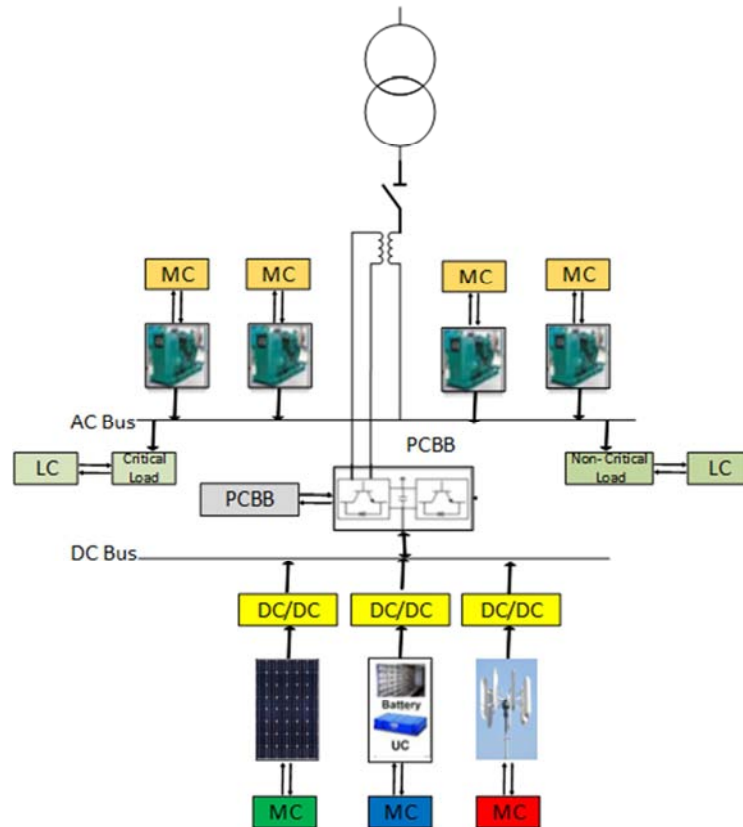 MC
MC
MC
MC
AC Bus
PCBB
LC
Critical
Load
Non- Critical
Load
LC
PCBB
DC Bus
DC/DC
DC/DC
DC/DC
Battery
UC
MC
MC
MC